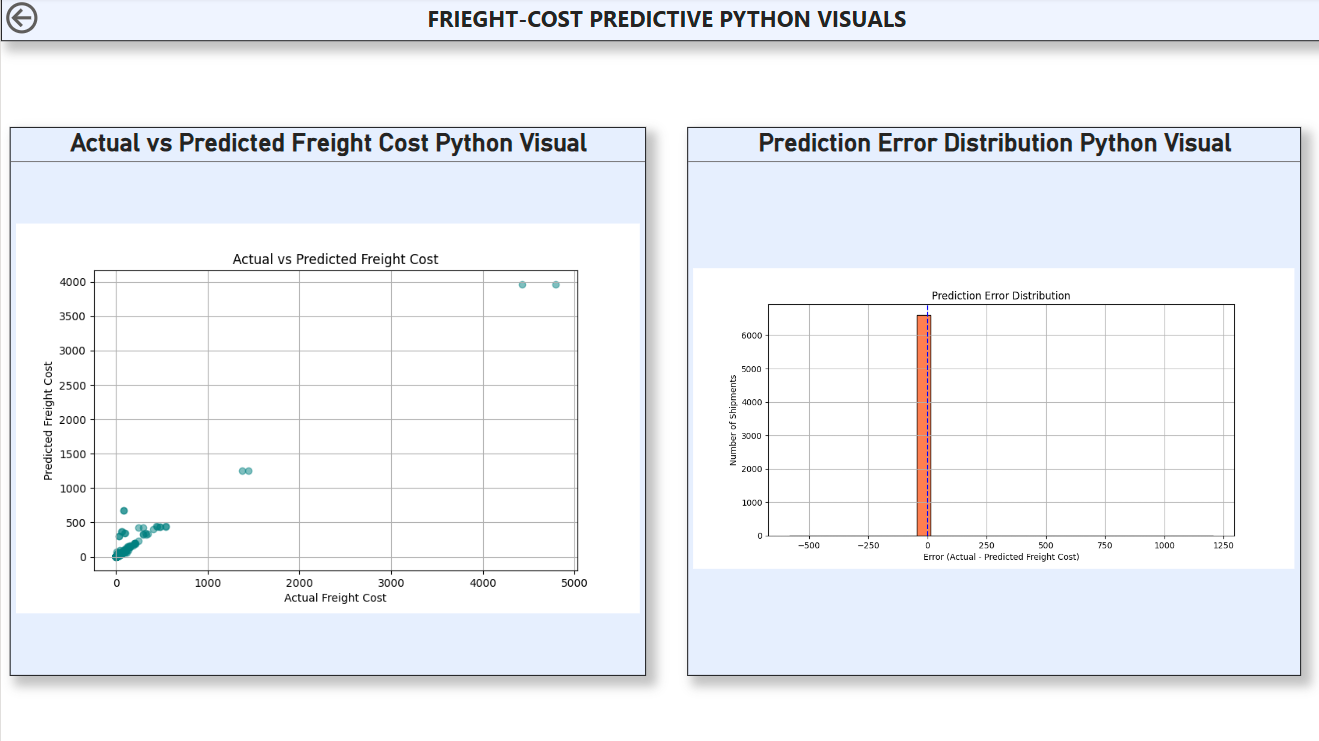 FRIEGHT-COST PREDICTIVE PYTHON VISUALS
Actual vs Predicted Freight Cost Python Visual
Actual vs Predicted Freight Cost
4000
3500
3000
2500
2000
1500
1000
500
0
Predicted Freight Cost
0 1000 2000 3000 4000 5000
Actual Freight Cost
Prediction Error Distribution Python Visual
Prediction Error Distribution
6000
5000
4000
3000
2000
1000
0
Number of Shipments
−500 −250 0 250 500 750 1000 1250
Error (Actual - Predicted Freight Cost)